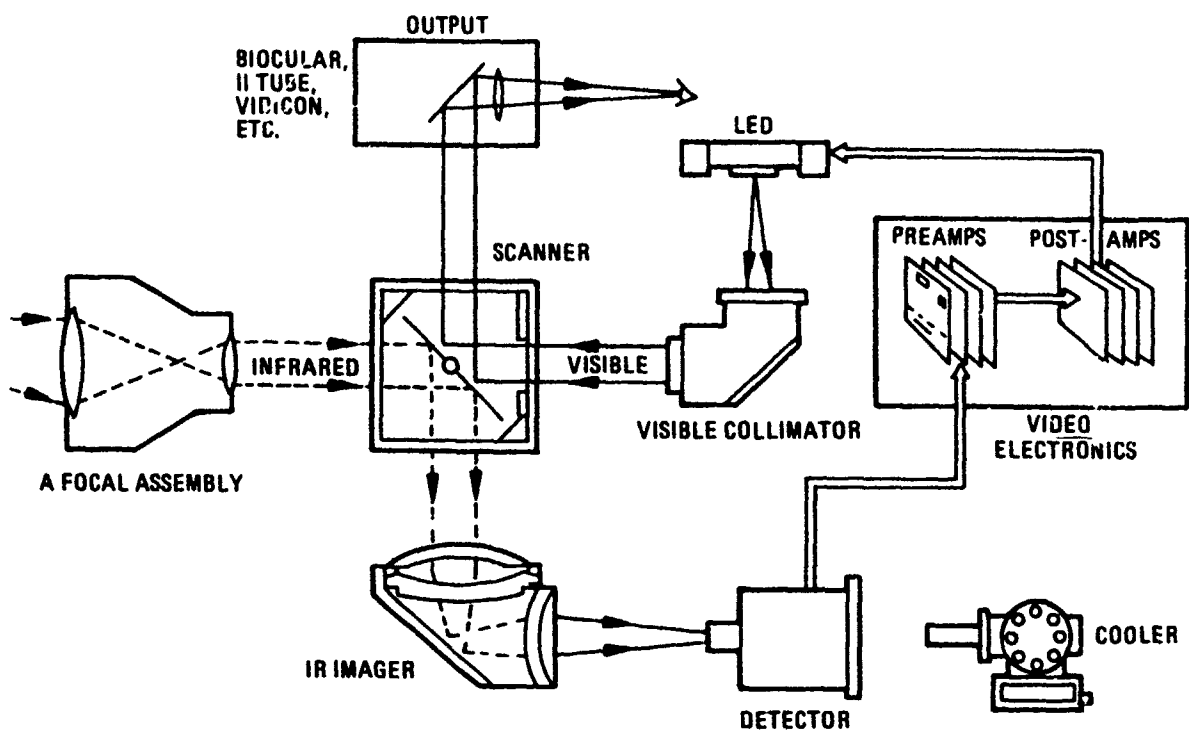 OUTPUT
BIOCULAR,
II TUBE,
VIDICON,
ETC.
LED
PREAMPS POST-AMPS
SCANNER
INFRARED
VISIBLE
VISIBLE COLLIMATOR
VIDEO
ELECTRONICS
A FOCAL ASSEMBLY
IR IMAGER
COOLER
DETECTOR